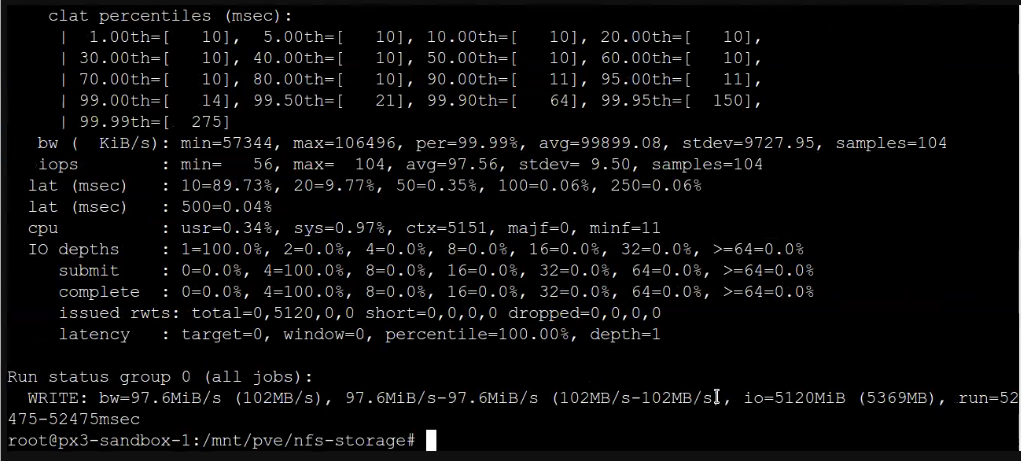 clat percentiles (msec):
|  1.00th=[   10],  5.00th=[   10], 10.00th=[   10], 20.00th=[   10],
| 30.00th=[   10], 40.00th=[   10], 50.00th=[   10], 60.00th=[   10],
| 70.00th=[   10], 80.00th=[   10], 90.00th=[   11], 95.00th=[   11],
| 99.00th=[   14], 99.50th=[   21], 99.90th=[   64], 99.95th=[  150],
| 99.99th=[  275]
bw (  KiB/s): min=57344, max=106496, per=99.99%, avg=99899.08, stdev=9727.95, samples=104
iops        : min=   56, max=  104, avg=97.56, stdev= 9.50, samples=104
lat (msec)   : 10=89.73%, 20=9.77%, 50=0.35%, 100=0.06%, 250=0.06%
lat (msec)   : 500=0.04%
cpu          : usr=0.34%, sys=0.97%, ctx=5151, majf=0, minf=11
IO depths    : 1=100.0%, 2=0.0%, 4=0.0%, 8=0.0%, 16=0.0%, 32=0.0%, >=64=0.0%
submit    : 0=0.0%, 4=100.0%, 8=0.0%, 16=0.0%, 32=0.0%, 64=0.0%, >=64=0.0%
complete  : 0=0.0%, 4=100.0%, 8=0.0%, 16=0.0%, 32=0.0%, 64=0.0%, >=64=0.0%
issued rwts: total=0,5120,0,0 short=0,0,0,0 dropped=0,0,0,0
latency   : target=0, window=0, percentile=100.00%, depth=1
Run status group 0 (all jobs):
WRITE: bw=97.6MiB/s (102MB/s), 97.6MiB/s-97.6MiB/s (102MB/s-102MB/s), io=5120MiB (5369MB), run=52
475-52475msec
root@px3-sandbox-1:/mnt/pve/nfs-storage#